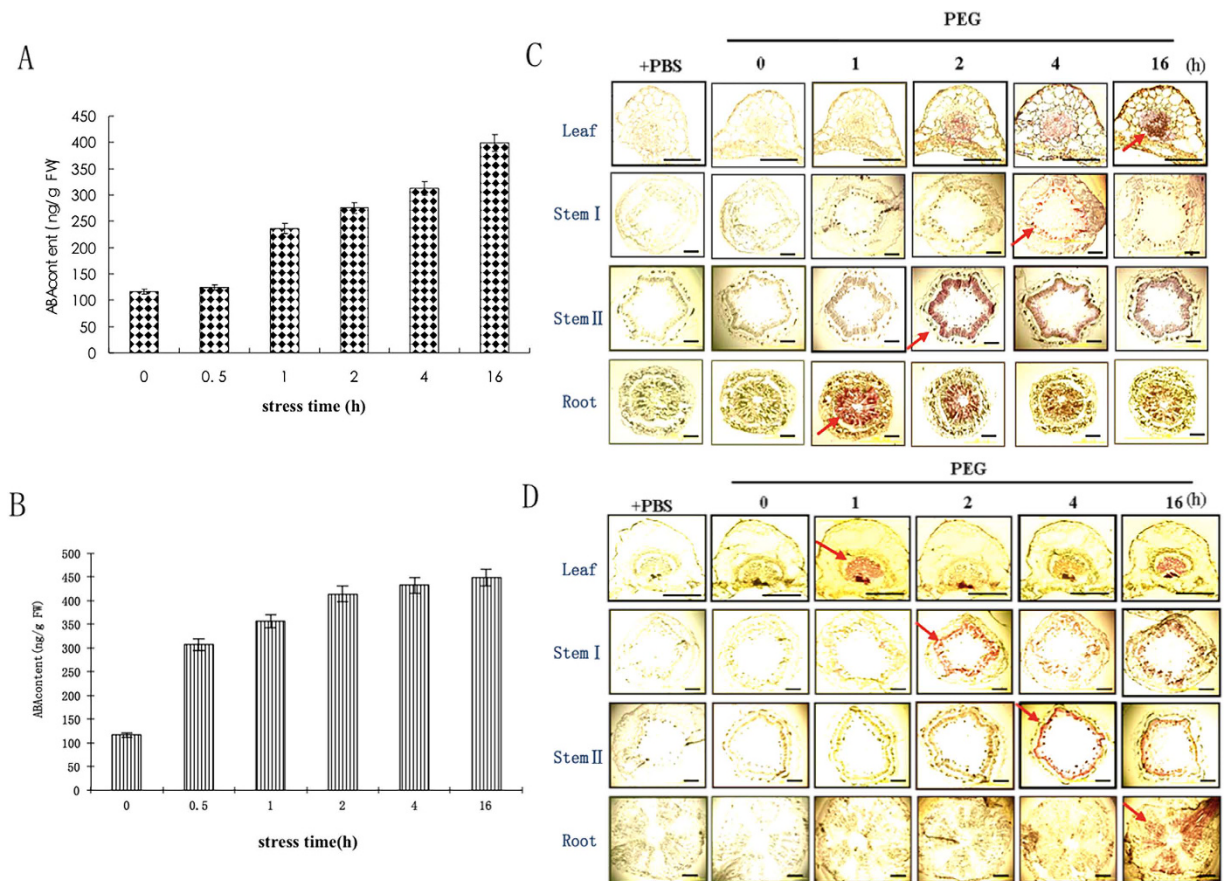 A
ABAcontent (ng/g FW)
450
400
350
300
250
200
150
100
50
0
0 0.5 1 2 4 16
stress time (h)
B
ABAcontent(ng/g FW)
500
450
400
350
300
250
200
150
100
50
0
0 0.5 1 2 4 16
stress time(h)
C
PEG
+PBS 0 1 2 4 16 (h)
Leaf
Stem I
Stem II
Root
D
PEG
+PBS 0 1 2 4 16 (h)
Leaf
Stem I
Stem II
Root